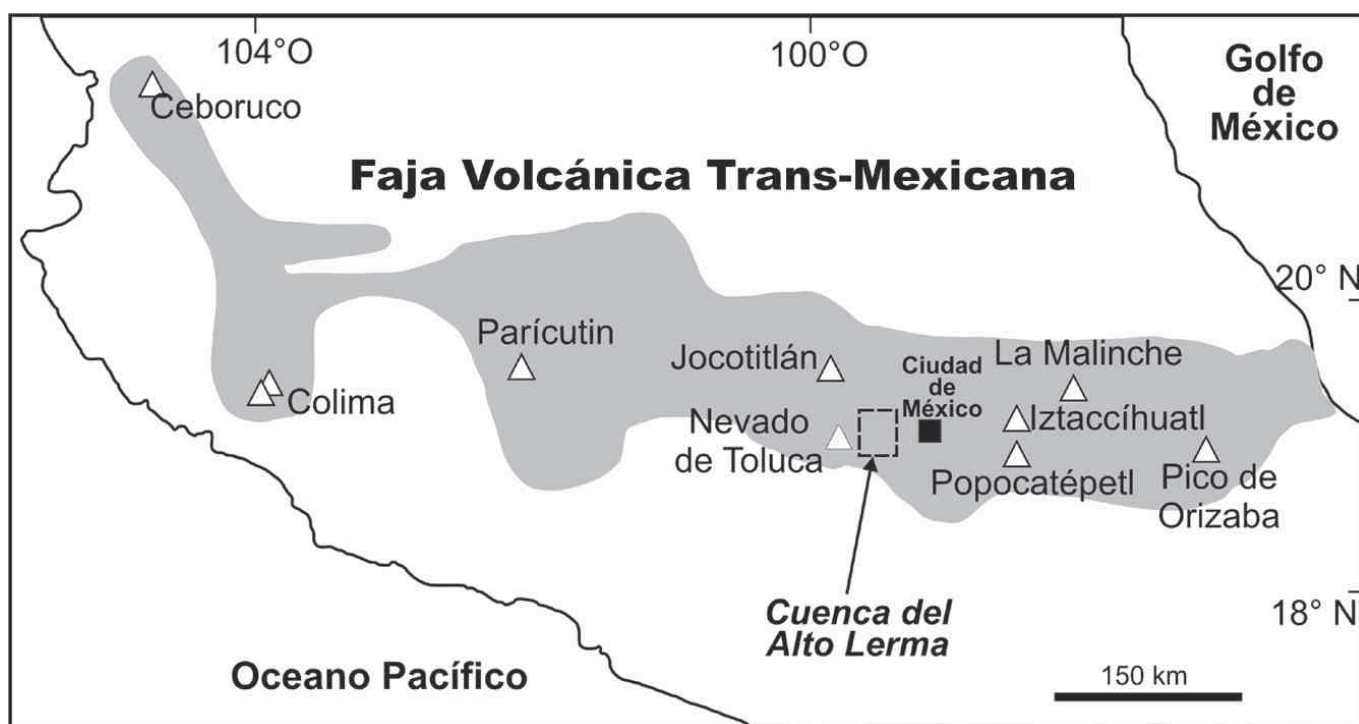 104°O
100°O
Golfo
de
México
Ceboruco
Faja Volcánica Trans-Mexicana
20° N
Parícutin
Jocotitlán
Ciudad
de
México
La Malinche
Colima
Nevado
de Toluca
Iztaccíhuatl
Popocatépetl
Pico de
Orizaba
Cuenca del
Alto Lerma
18° N
Oceano Pacífico
150 km